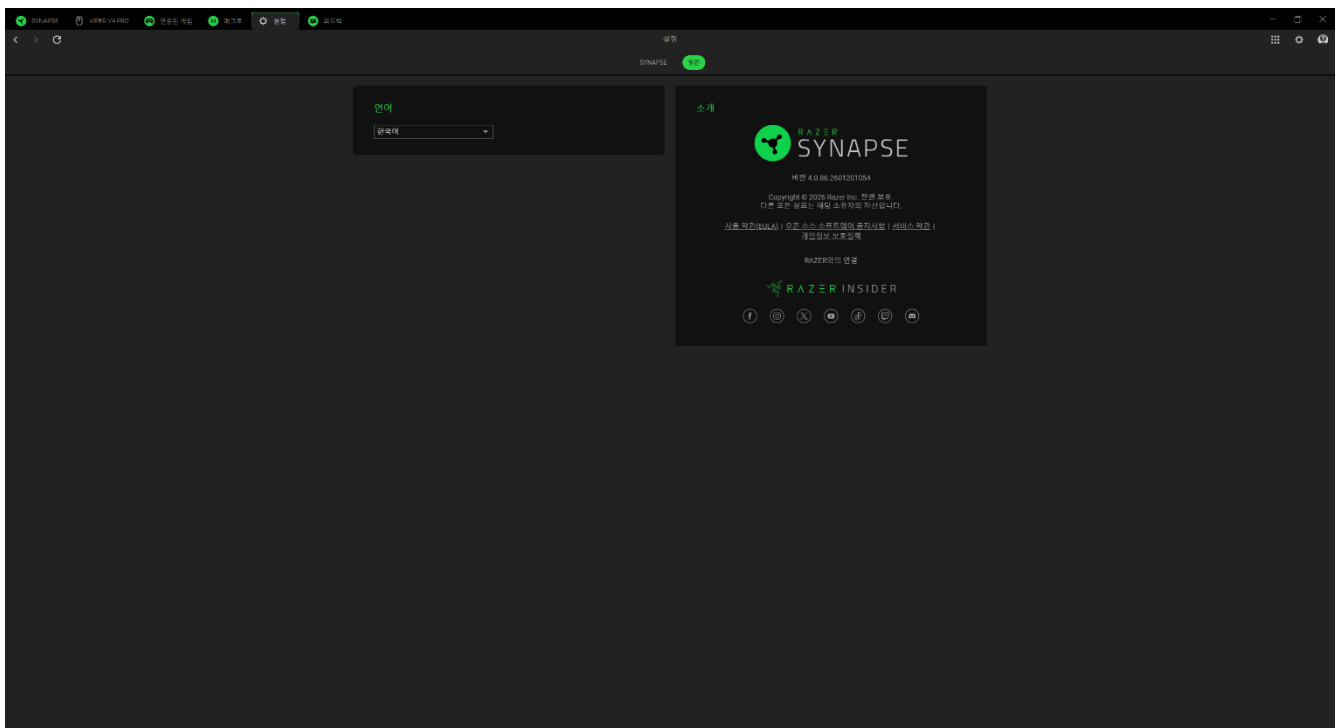 SYNAPSE VIPER V4 PRO 연동된 게임 매크로 설정 피드백
설정
SYNAPSE 일반
언어
한국어
소개
RAZER
SYNAPSE
버전 4.0.86.2601201054
Copyright © 2026 Razer Inc. 전권 보유.
다른 모든 상표는 해당 소유자의 자산입니다.
사용 약관(EULA) | 오픈 소스 소프트웨어 공지사항 | 서비스 약관 |
개인정보 보호정책
RAZER와의 연결
RAZER INSIDER